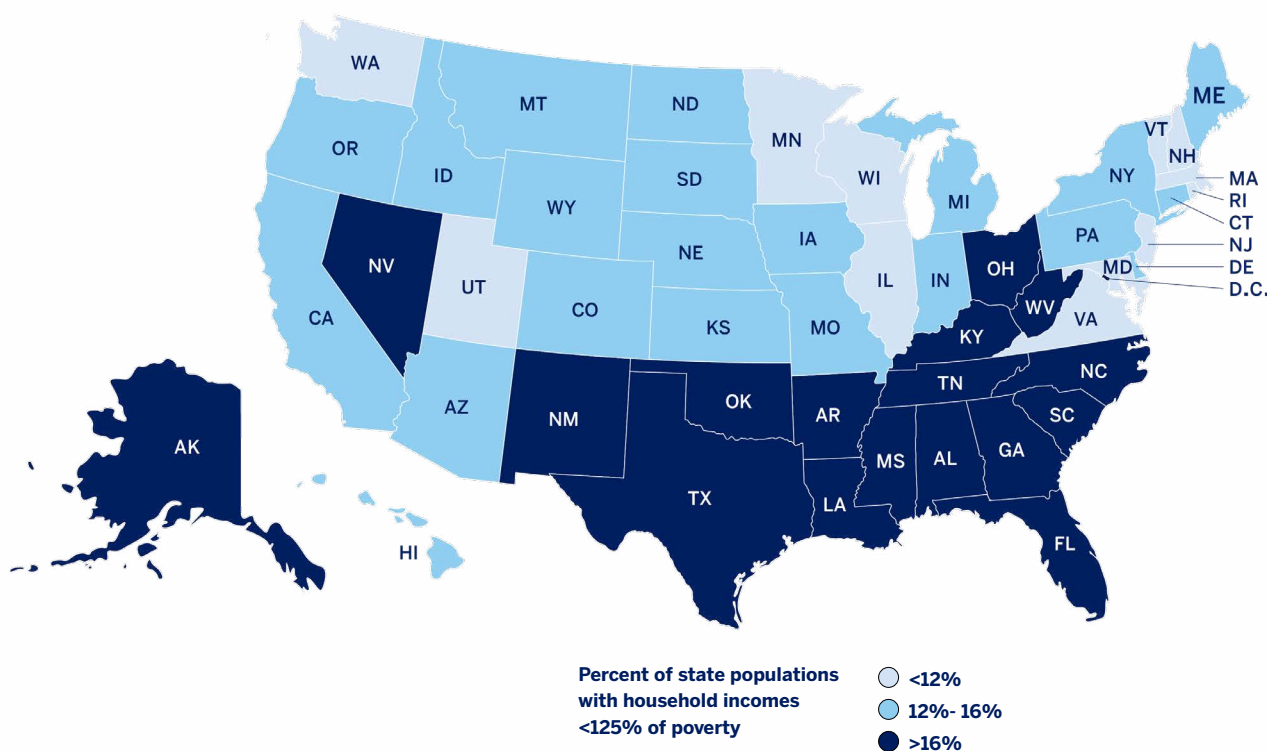 WA
MT
ND
MN
ME
VT
NH
OR
ID
SD
WI
MI
NY
MA
RI
CT
WY
IA
PA
NJ
NV
NE
OH
MD
DE
D.C.
UT
CO
IL
IN
WV
VA
CA
KS
MO
KY
AZ
NM
OK
AR
TN
NC
SC
AK
TX
MS
AL
GA
LA
HI
FL
Percent of state populations
with household incomes
<125% of poverty
<12%
12%- 16%
>16%